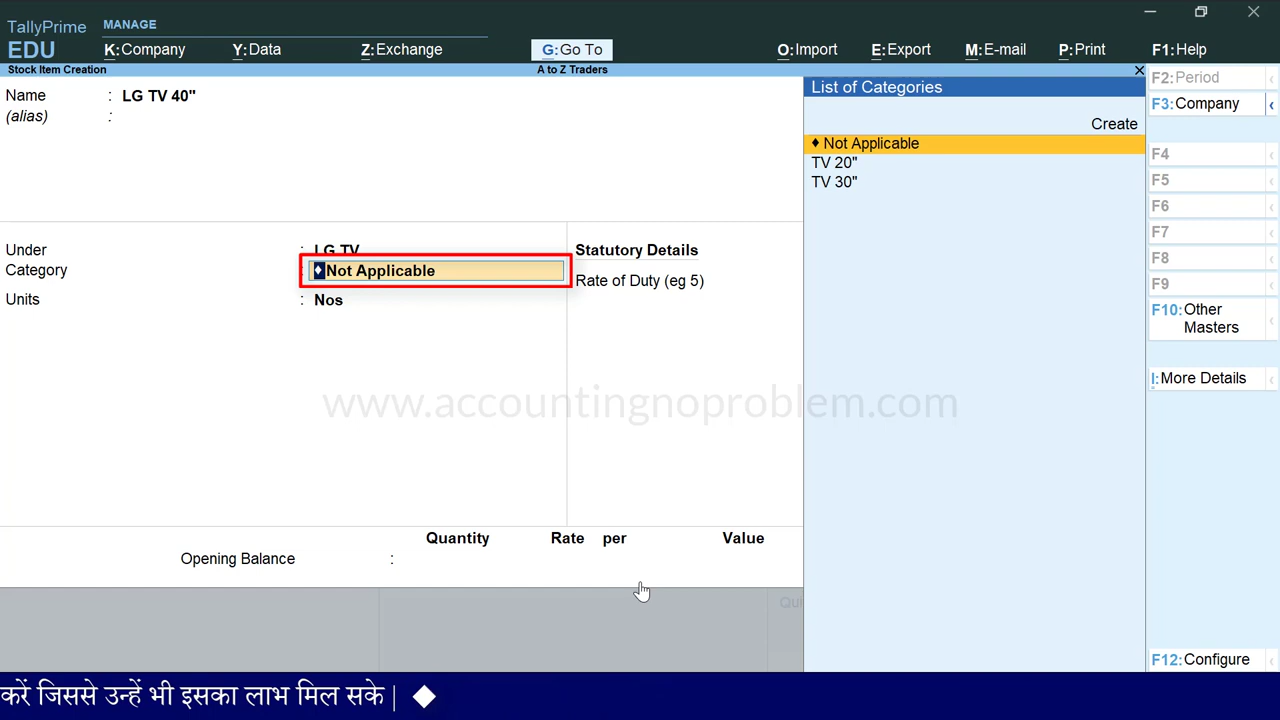 TallyPrime
EDU
MANAGE
K:Company Y:Data Z:Exchange G:Go To O:Import E:Export M:E-mail P:Print F1:Help
Stock Item Creation A to Z Traders
Name : LG TV 40"
(alias) :
Under : LG TV
Category : ♦ Not Applicable
Units : Nos
Statutory Details
Rate of Duty (eg 5)
www.accountingnoproblem.com
Quantity Rate per Value
Opening Balance :
Qui
List of Categories
Create
♦ Not Applicable
TV 20"
TV 30"
F2:Period
F3:Company
F4
F5
F6
F7
F8
F9
F10:Other
Masters
I:More Details
F12:Configure
करें जिससे उन्हें भी इसका लाभ मिल सके |